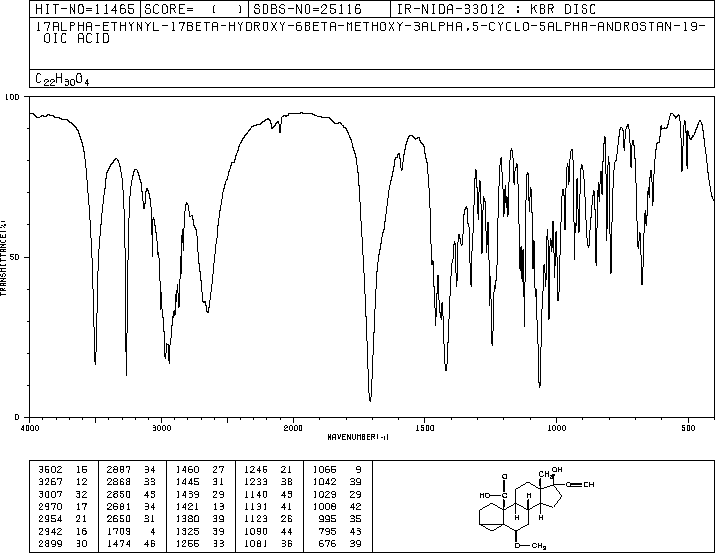 HIT-NO=11465 SCORE= ( ) SDBS-NO=25116 IR-NIDA-33012 : KBR DISC
17ALPHA-ETHYNYL-17BETA-HYDROXY-6BETA-METHOXY-3ALPHA,5-CYCLO-5ALPHA-ANDROSTAN-19-
OIC ACID
C22H30O4
100
TRANSMITTANCE(%)
50
0
4000 3000 2000 1500 1000 500
WAVENUMBER(-1)
3502 16 2887 34 1460 27 1246 21 1066 9
3267 12 2868 33 1445 31 1233 38 1042 39
3007 32 2850 45 1439 29 1140 49 1029 29
2970 17 2681 34 1421 13 1131 41 1008 42
2954 21 2650 31 1380 39 1123 26 995 35
2942 16 1709 4 1325 39 1090 44 795 43
2899 30 1474 46 1256 33 1081 36 676 39
O
HO-C
CH3
OH
C≡CH
H
H
H
O-CH3